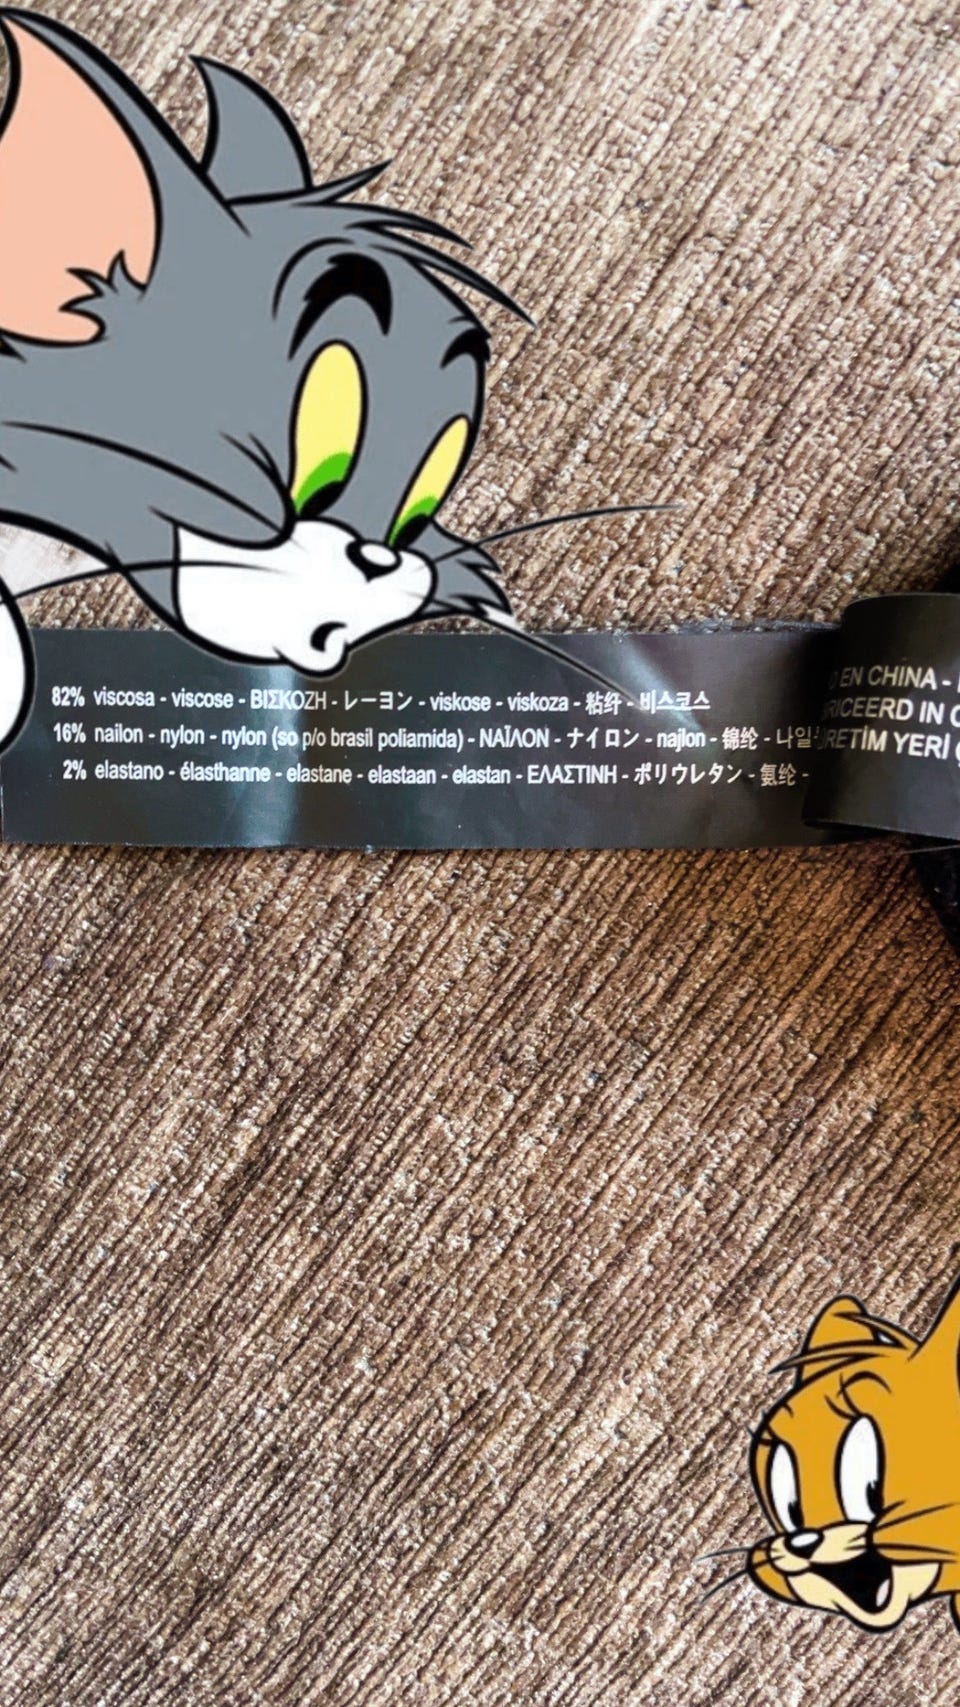 82% viscosa - viscose - ΒΙΣΚΟΖΗ - レーヨン - viskose - viskoza - 粘纤 - 비스코스
16% nailon - nylon - nylon (so p/o brasil poliamida) - ΝΑΪΛΟΝ - ナイロン - najlon - 锦纶 - 나일
2% elastano - élasthanne - elastane - elastaan - elastan - ΕΛΑΣΤΙΝΗ - ポリウレタン - 氨纶 -
EN CHINA -
RICEERD IN
RETİM YERİ